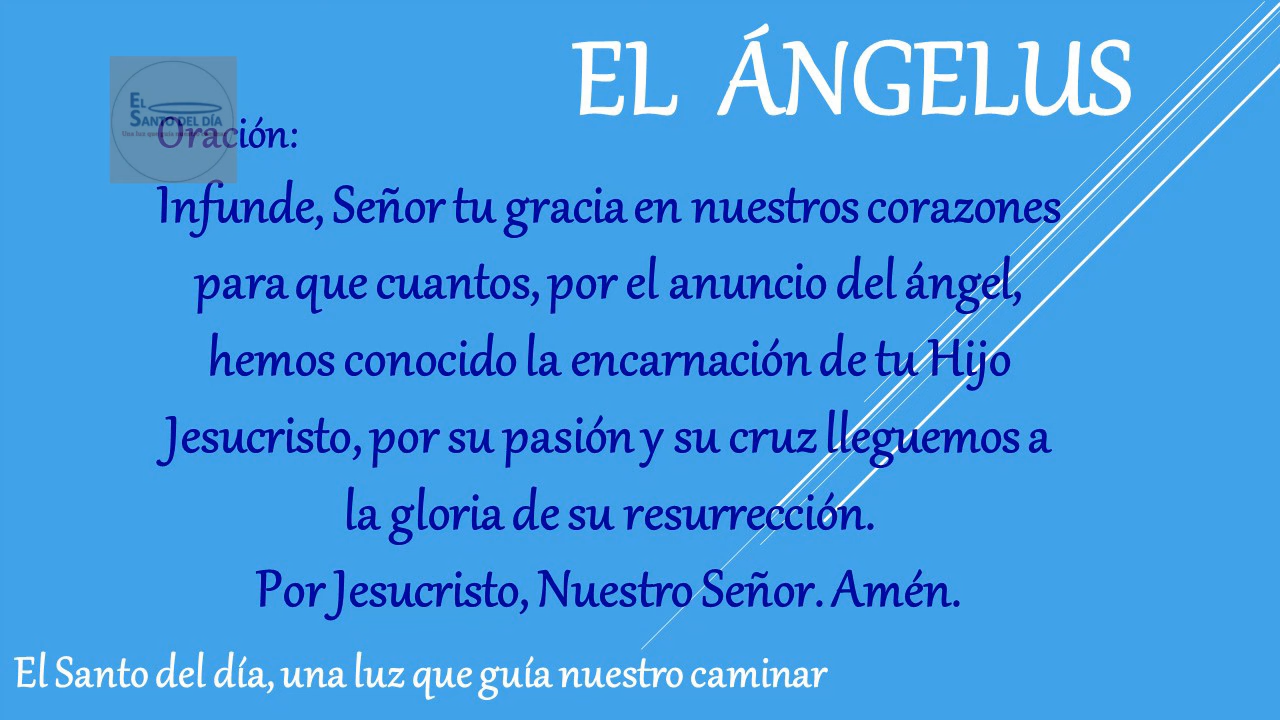 EL ÁNGELUS
EL
SANTO DEL DÍA
Oración:
Infunde, Señor tu gracia en nuestros corazones
para que cuantos, por el anuncio del ángel,
hemos conocido la encarnación de tu Hijo
Jesucristo, por su pasión y su cruz lleguemos a
la gloria de su resurrección.
Por Jesucristo, Nuestro Señor. Amén.
El Santo del día, una luz que guía nuestro caminar